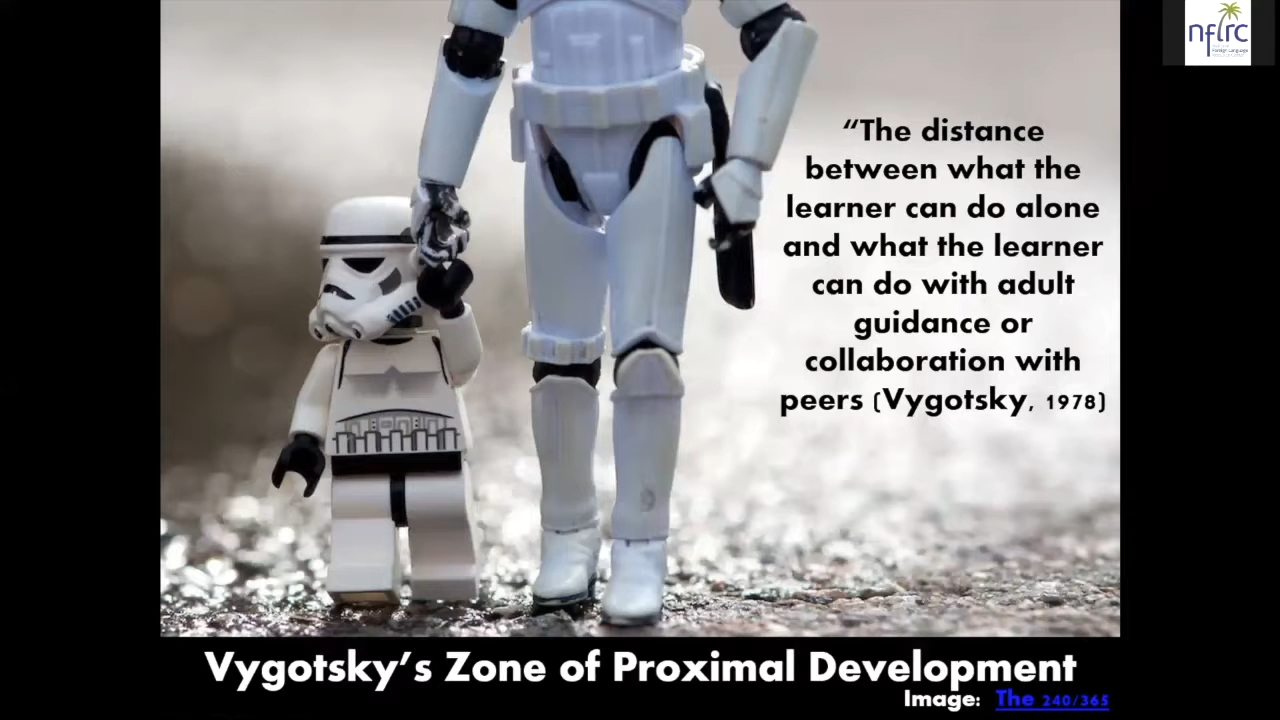 nflrc
“The distance
between what the
learner can do alone
and what the learner
can do with adult
guidance or
collaboration with
peers (Vygotsky, 1978)
Vygotsky’s Zone of Proximal Development
Image: The 240/365